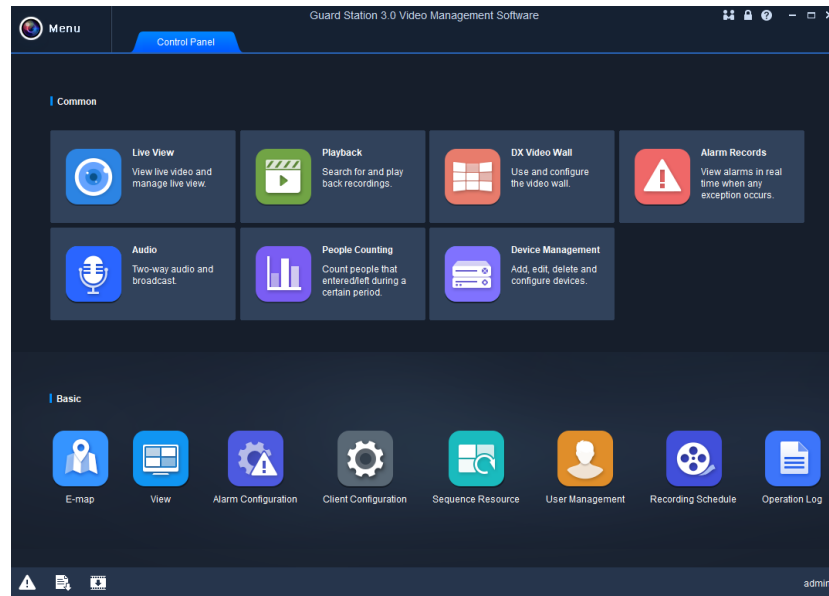 Guard Station 3.0 Video Management Software
Menu
Control Panel
Common
Live View
View live video and
manage live view.
Playback
Search for and play
back recordings.
DX Video Wall
Use and configure
the video wall.
Alarm Records
View alarms in real
time when any
exception occurs.
Audio
Two-way audio and
broadcast.
People Counting
Count people that
entered/left during a
certain period.
Device Management
Add, edit, delete and
configure devices.
Basic
E-map
View
Alarm Configuration
Client Configuration
Sequence Resource
User Management
Recording Schedule
Operation Log
admin